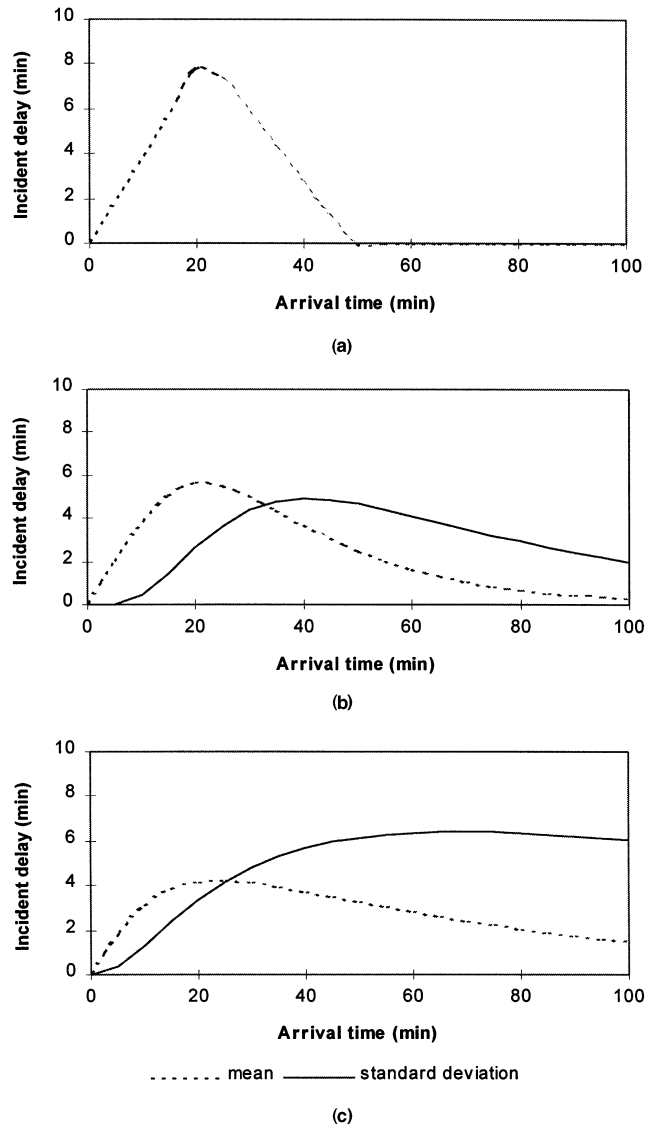 10
8
6
4
2
0
Incident delay (min)
0 20 40 60 80 100
Arrival time (min)
(a)
10
8
6
4
2
0
Incident delay (min)
0 20 40 60 80 100
Arrival time (min)
(b)
10
8
6
4
2
0
Incident delay (min)
0 20 40 60 80 100
Arrival time (min)
mean standard deviation
(c)